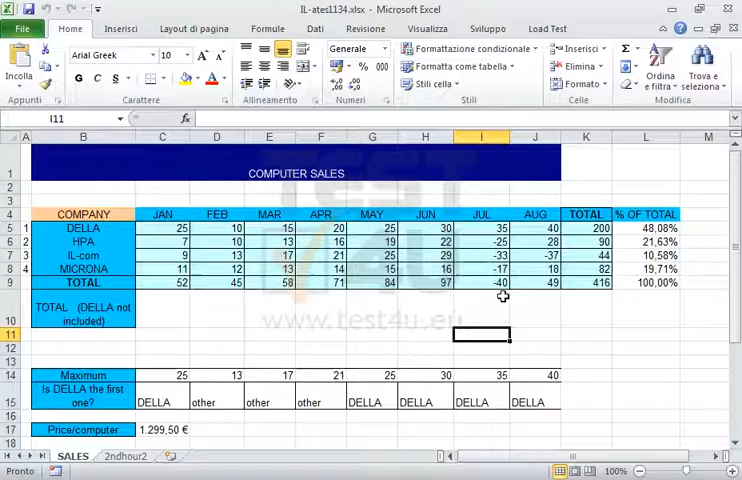 IL-ates1134.xlsx - Microsoft Excel
File Home Inserisci Layout di pagina Formule Dati Revisione Visualizza Sviluppo Load Test
Arial Greek 10 Generale Formattazione condizionale Inserisci
G C S % 000 Formatta come tabella Elimina
Incolla Stili cella Formato Ordina e filtra Trova e seleziona
Appunti Carattere Allineamento Numeri Stili Celle Modifica
I11 fx
A B C D E F G H I J K L M
1 COMPUTER SALES
2
3
4 COMPANY JAN FEB MAR APR MAY JUN JUL AUG TOTAL % OF TOTAL
5 1 DELLA 25 10 15 20 25 30 35 40 200 48,08%
6 2 HPA 7 10 13 16 19 22 -25 28 90 21,63%
7 3 IL-com 9 13 17 21 25 29 -33 -37 44 10,58%
8 4 MICRONA 11 12 13 14 15 16 -17 18 82 19,71%
9 TOTAL 52 45 58 71 84 97 -40 49 416 100,00%
10 TOTAL (DELLA not included)
11
12
13
14 Maximum 25 13 17 21 25 30 35 40
15 Is DELLA the first one? DELLA other other other DELLA DELLA DELLA DELLA
16
17 Price/computer 1.299,50 €
18
TEST
4U
www.test4u.eu
SALES 2ndhour2
Pronto 100%